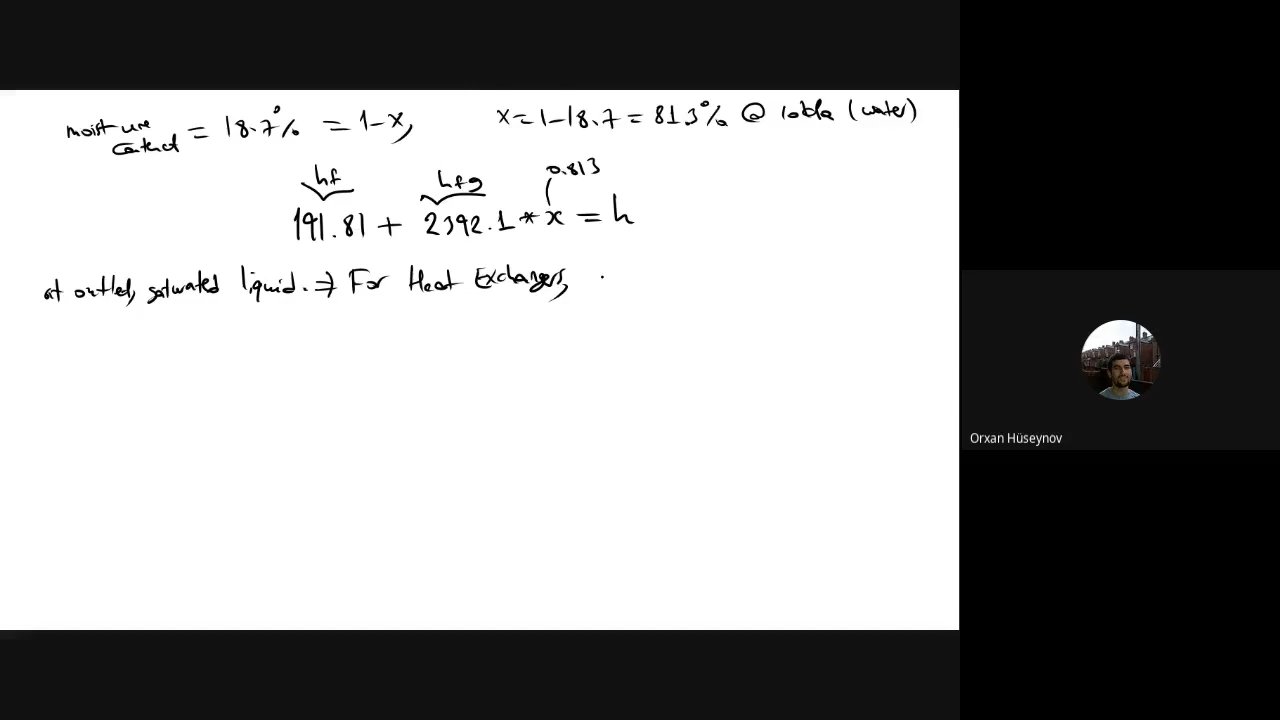 moisture content = 18.7% = 1-x,
x = 1-18.7 = 81.3% @ 10kPa (water)
hf hfg 0.813
191.81 + 2392.1 * x = h
at outlet, saturated liquid. ⇒ For Heat Exchangers,
Orxan Hüseynov